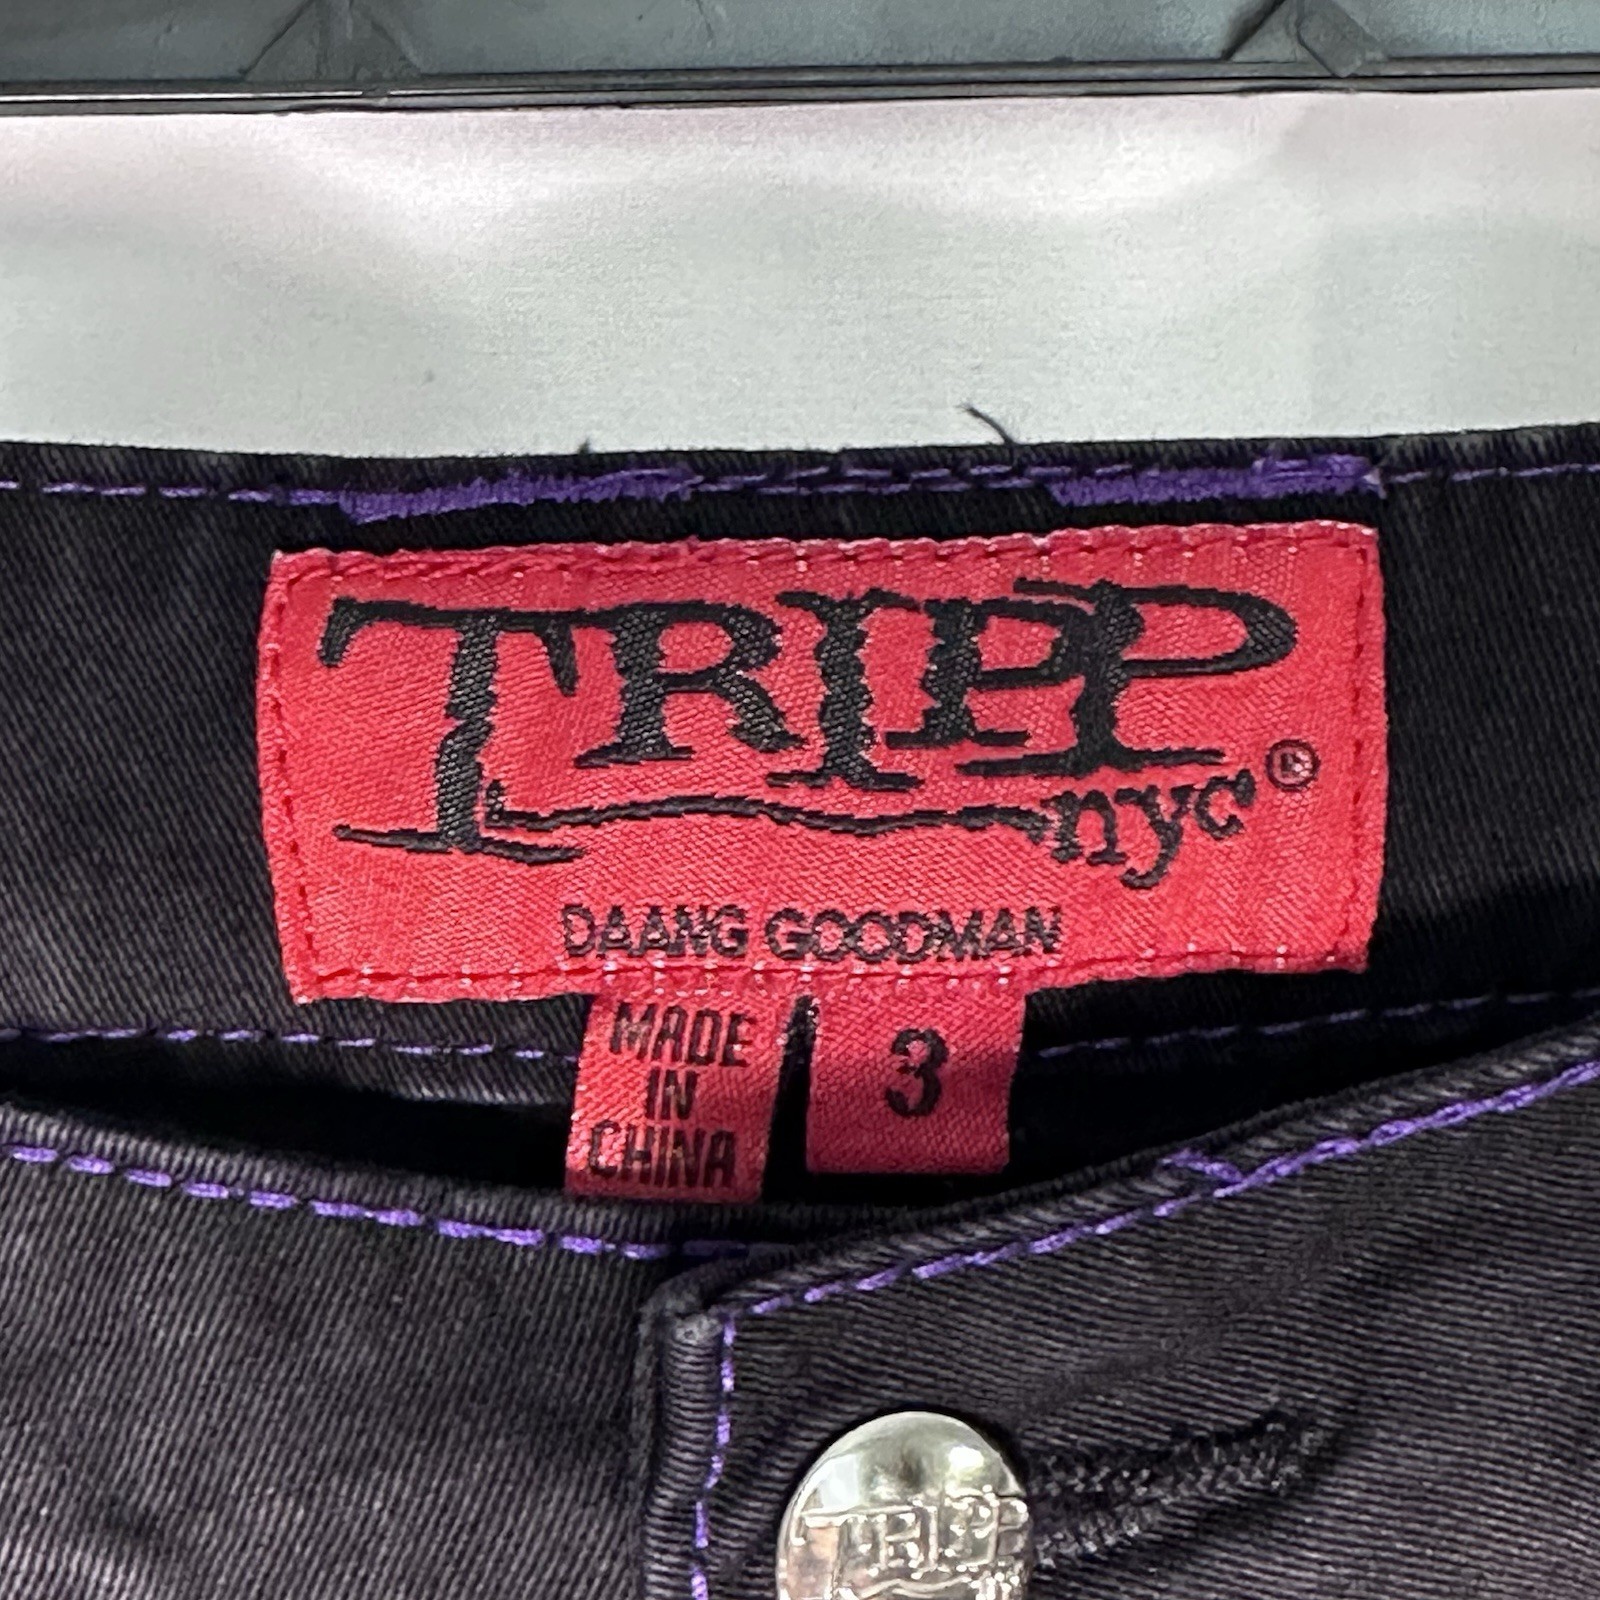 TRIPP
nyc®
DAANG GOODMAN
MADE
IN
CHINA
3
TRIPP